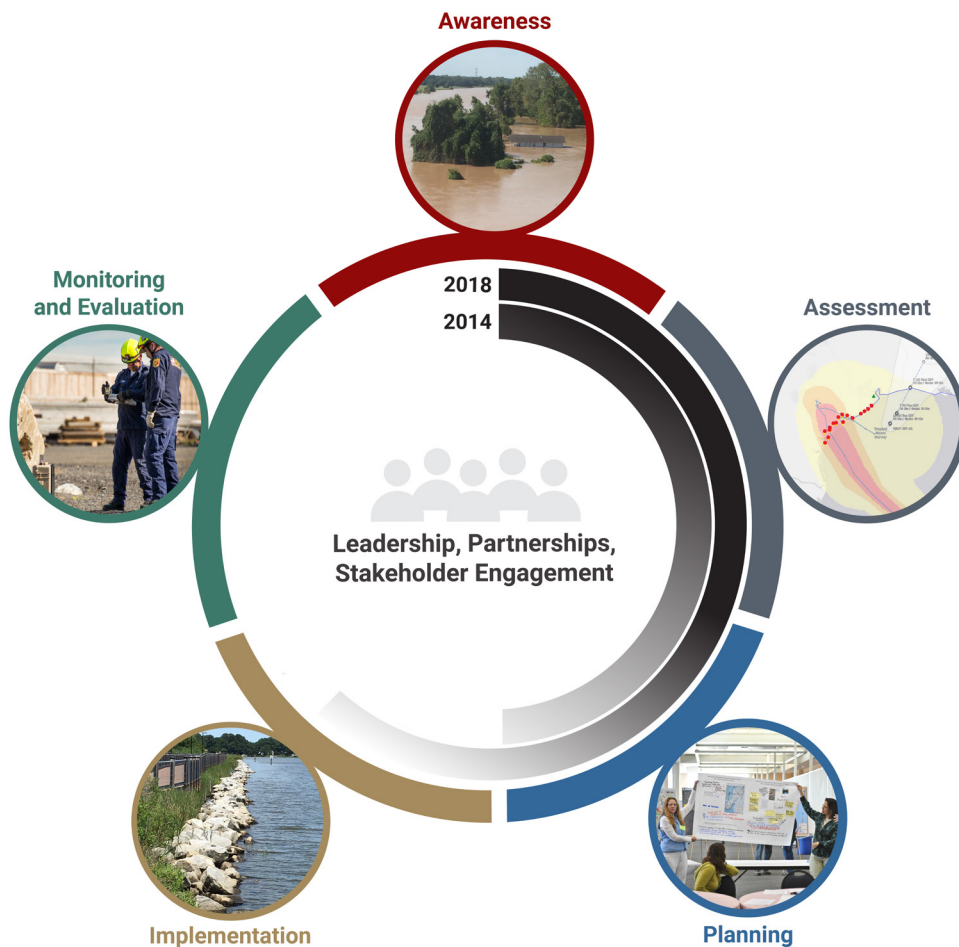 Awareness
2018
2014
Monitoring
and Evaluation
Assessment
Leadership, Partnerships,
Stakeholder Engagement
Implementation
Planning